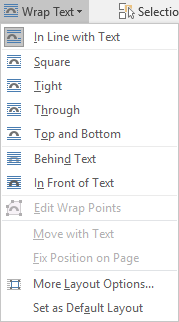 Wrap Text Selectio
In Line with Text
Square
Tight
Through
Top and Bottom
Behind Text
In Front of Text
Edit Wrap Points
Move with Text
Fix Position on Page
More Layout Options...
Set as Default Layout